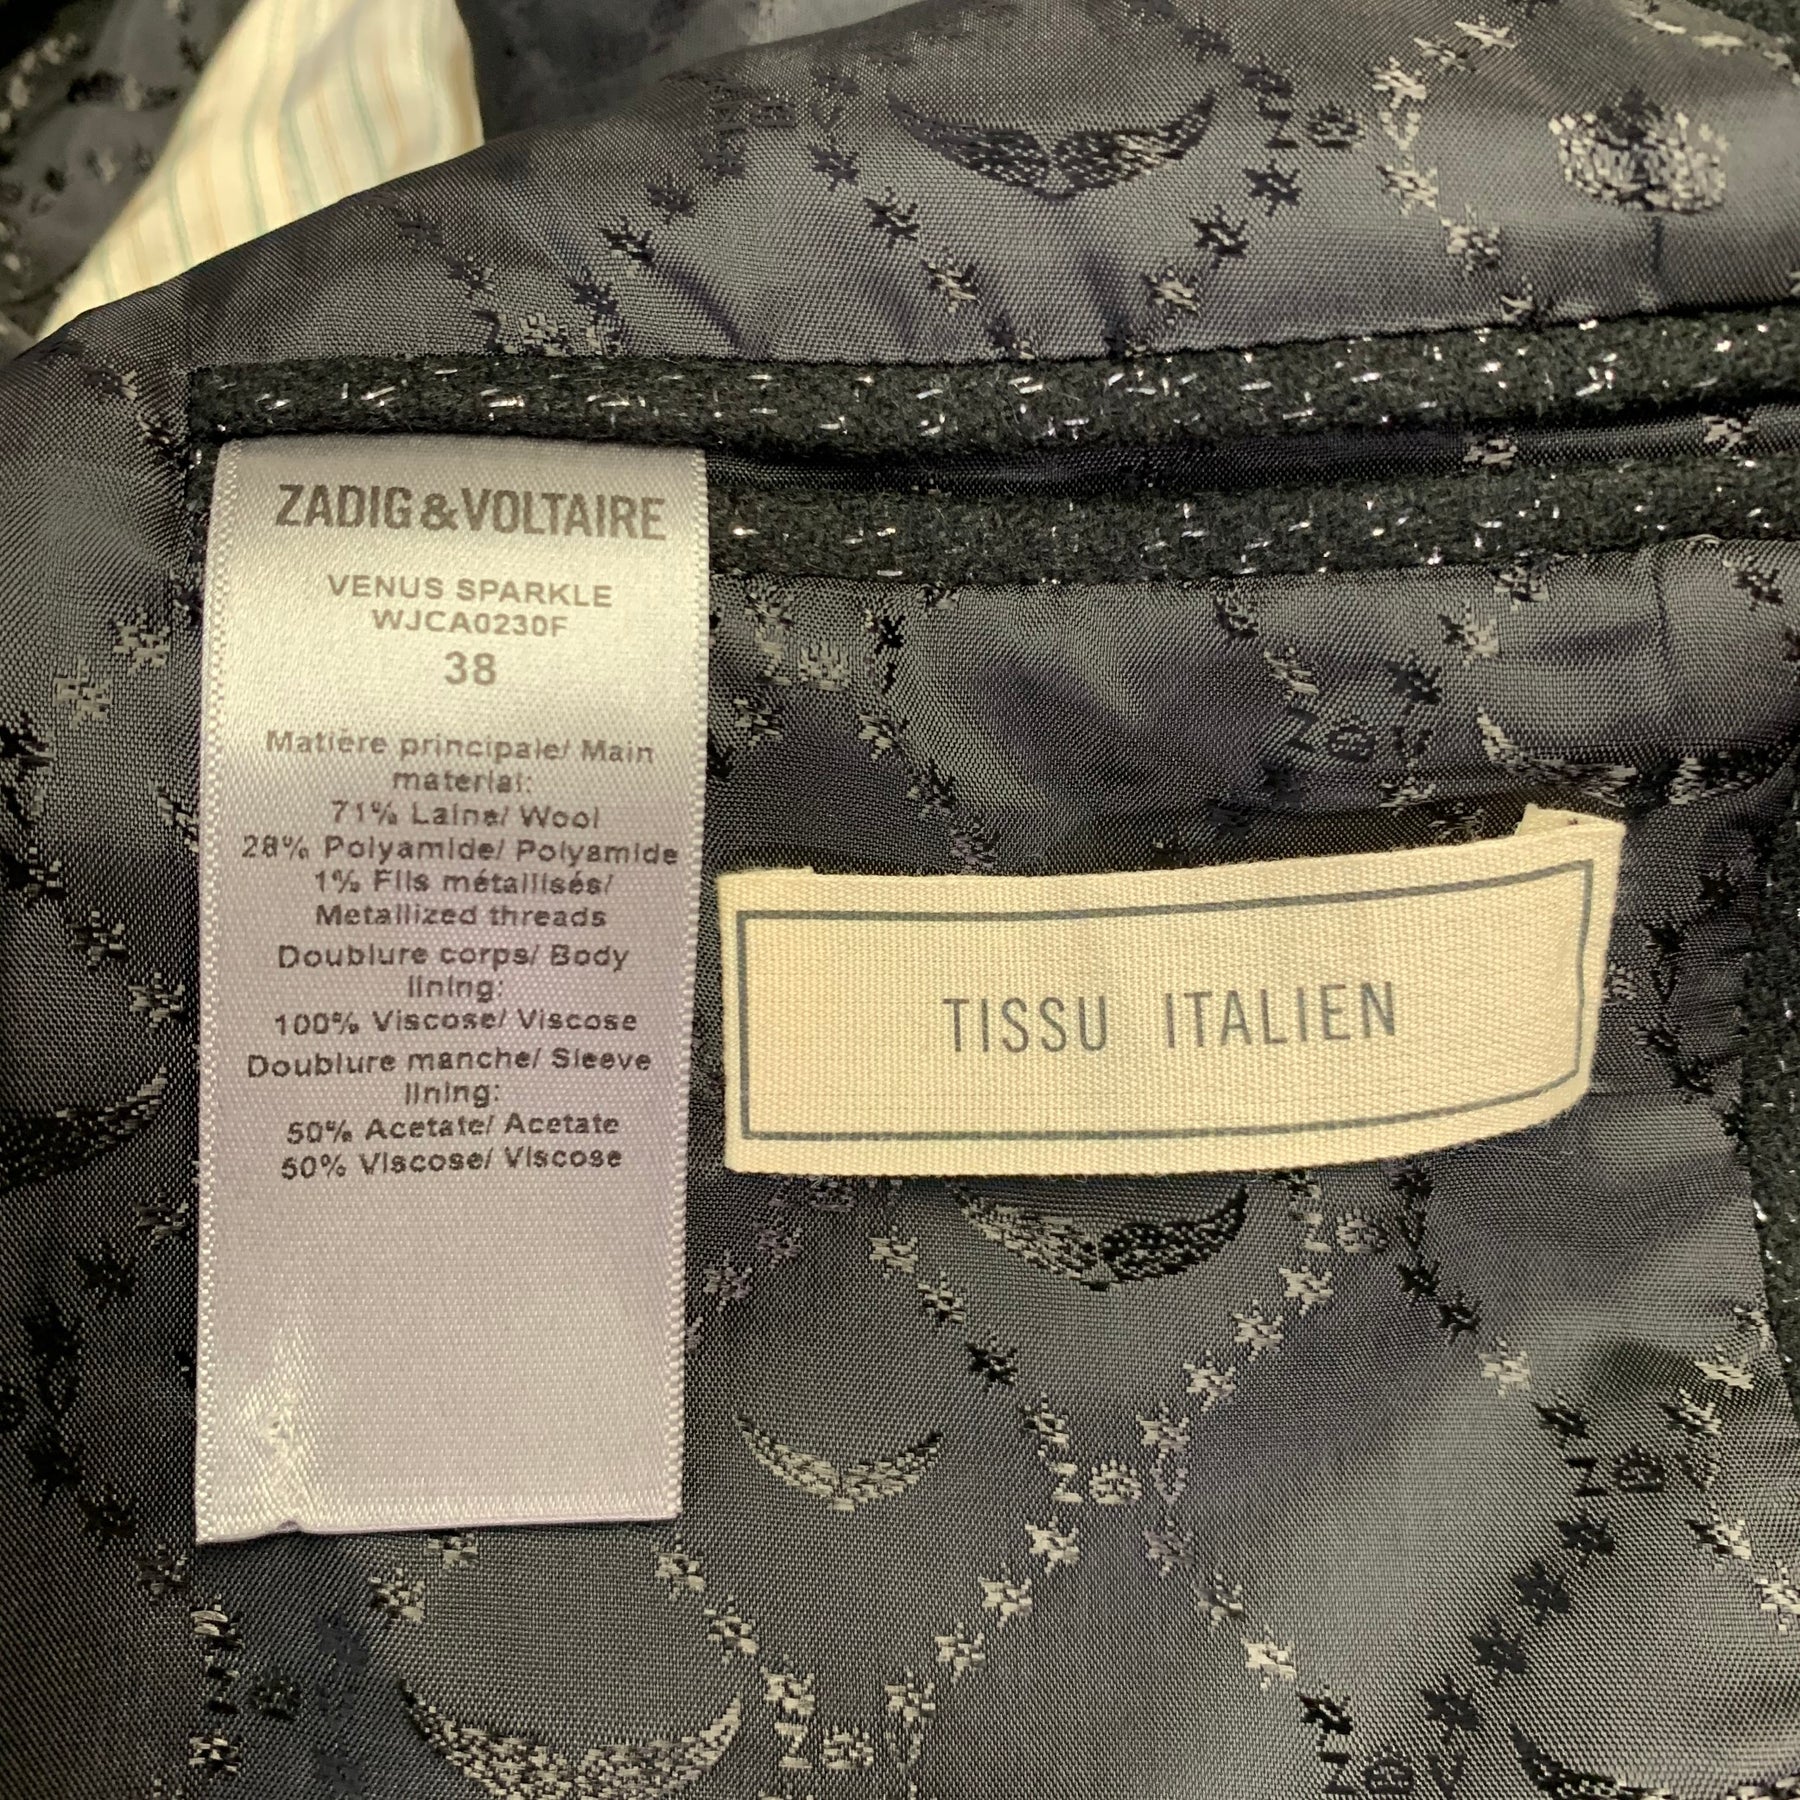 ZADIG&VOLTAIRE
VENUS SPARKLE
WJCA0230F
38
Matière principale/ Main
material:
71% Laine/ Wool
28% Polyamide/ Polyamide
1% Fils métallisés/
Metallized threads
Doublure corps/ Body
lining:
100% Viscose/ Viscose
Doublure manche/ Sleeve
lining:
50% Acetate/ Acetate
50% Viscose/ Viscose
TISSU ITALIEN